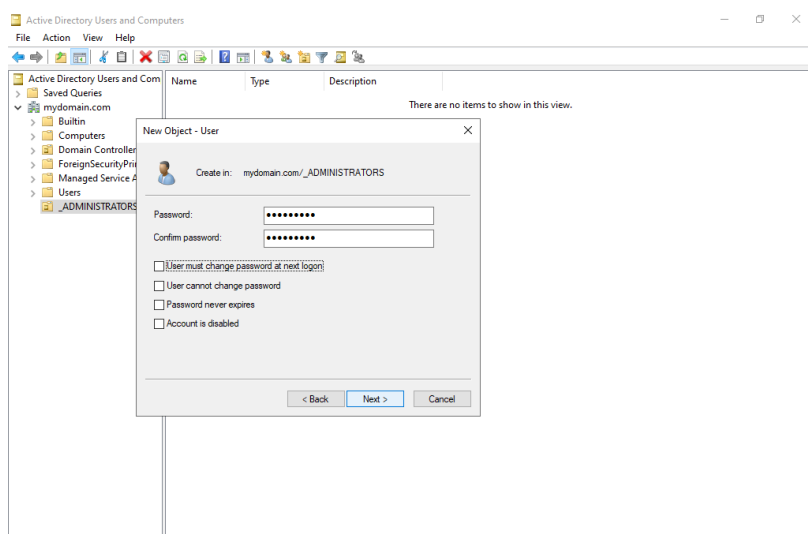 Active Directory Users and Computers
File Action View Help
Active Directory Users and Com
Name Type Description
Saved Queries
mydomain.com
There are no items to show in this view.
Builtin
Computers
Domain Controller
ForeignSecurityPri
Managed Service A
Users
_ADMINISTRATORS
New Object - User
Create in: mydomain.com/_ADMINISTRATORS
Password: •••••••••
Confirm password: •••••••••
User must change password at next logon
User cannot change password
Password never expires
Account is disabled
< Back Next > Cancel